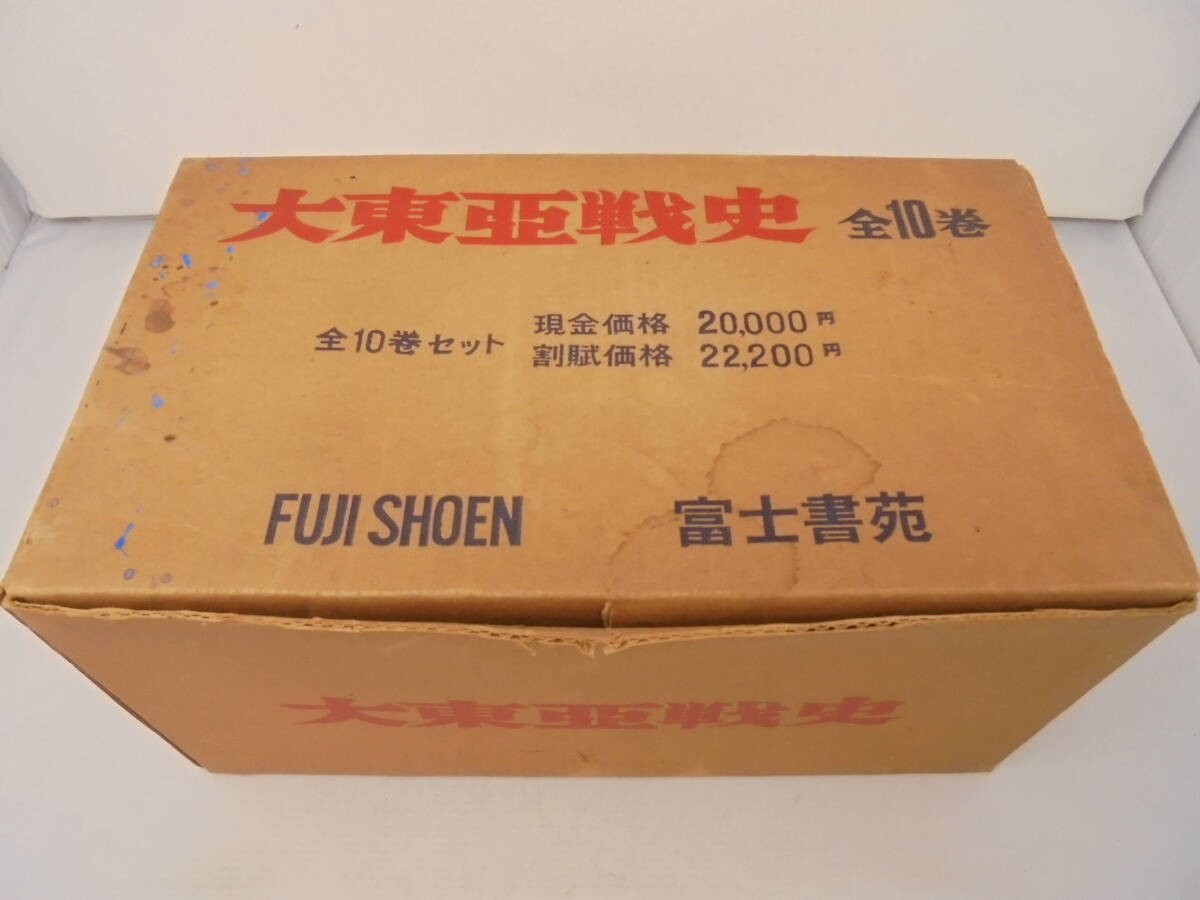 大東亜戦史 全10巻
全10巻セット 現金価格 20,000円
割賦価格 22,200円
FUJI SHOEN 富士書苑
大東亜戦史